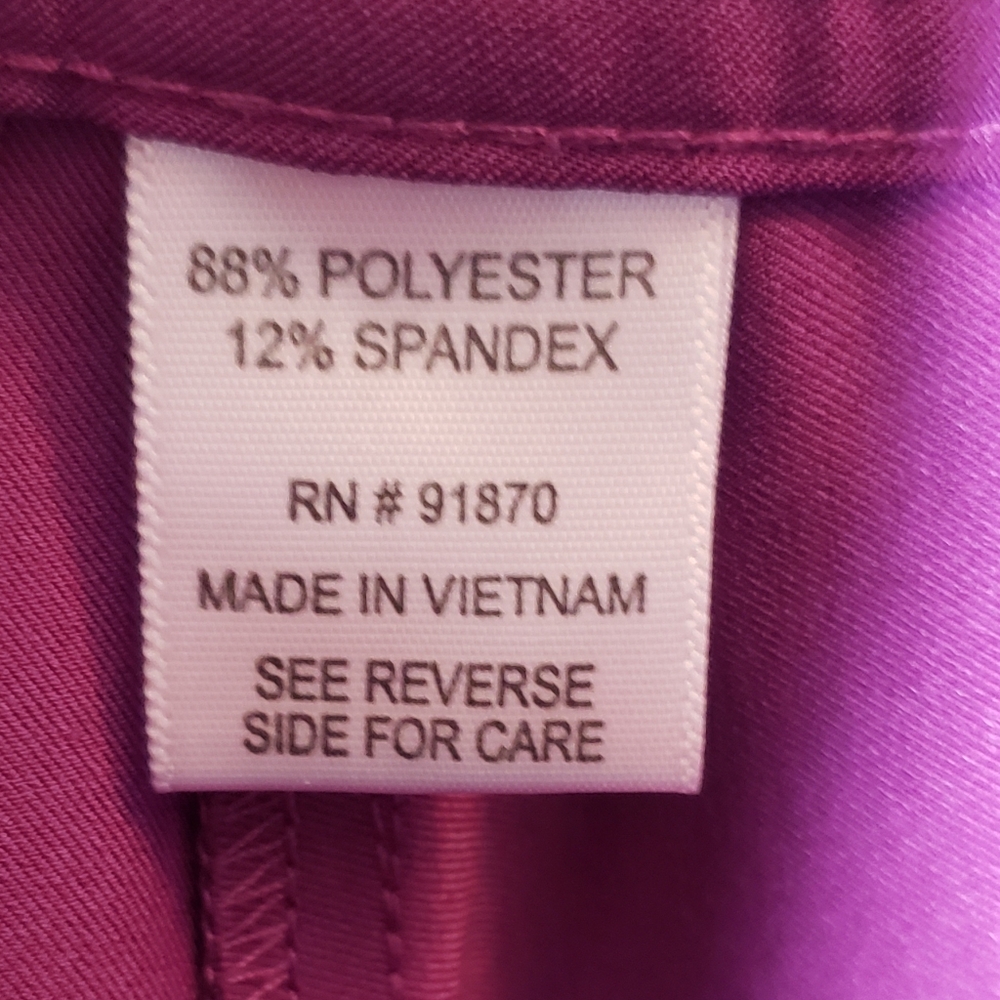 88% POLYESTER
12% SPANDEX
RN # 91870
MADE IN VIETNAM
SEE REVERSE
SIDE FOR CARE